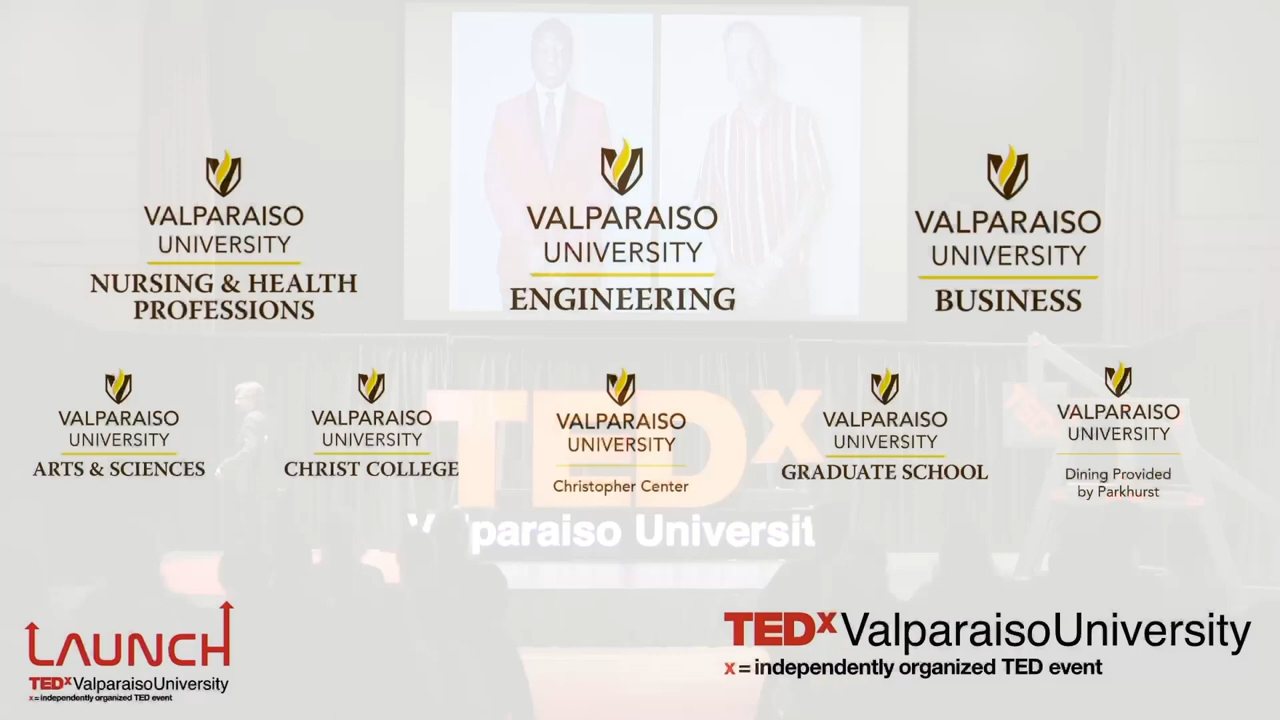 VALPARAISO
UNIVERSITY
NURSING & HEALTH
PROFESSIONS
VALPARAISO
UNIVERSITY
ENGINEERING
VALPARAISO
UNIVERSITY
BUSINESS
VALPARAISO
UNIVERSITY
ARTS & SCIENCES
VALPARAISO
UNIVERSITY
CHRIST COLLEGE
VALPARAISO
UNIVERSITY
Christopher Center
VALPARAISO
UNIVERSITY
GRADUATE SCHOOL
VALPARAISO
UNIVERSITY
Dining Provided
by Parkhurst
TEDx
Valparaiso Universit
LAUNCH
TEDxValparaisoUniversity
x = independently organized TED event
TEDxValparaisoUniversity
x = independently organized TED event